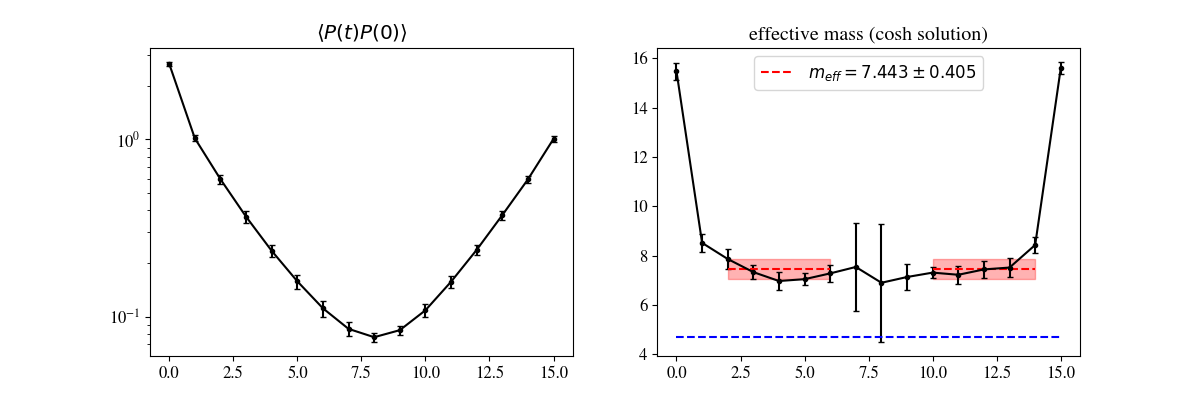 ⟨P(t)P(0)⟩
10⁰
10⁻¹
0.0 2.5 5.0 7.5 10.0 12.5 15.0
effective mass (cosh solution)
m_eff = 7.443 ± 0.405
16
14
12
10
8
6
4
0.0 2.5 5.0 7.5 10.0 12.5 15.0